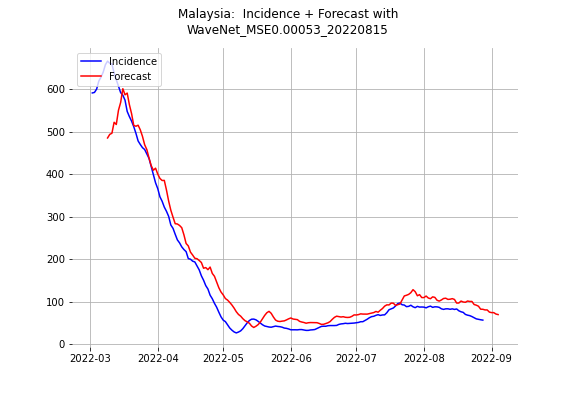 Malaysia:  Incidence + Forecast with
WaveNet_MSE0.00053_20220815
Incidence
Forecast
600
500
400
300
200
100
0
2022-03 2022-04 2022-05 2022-06 2022-07 2022-08 2022-09